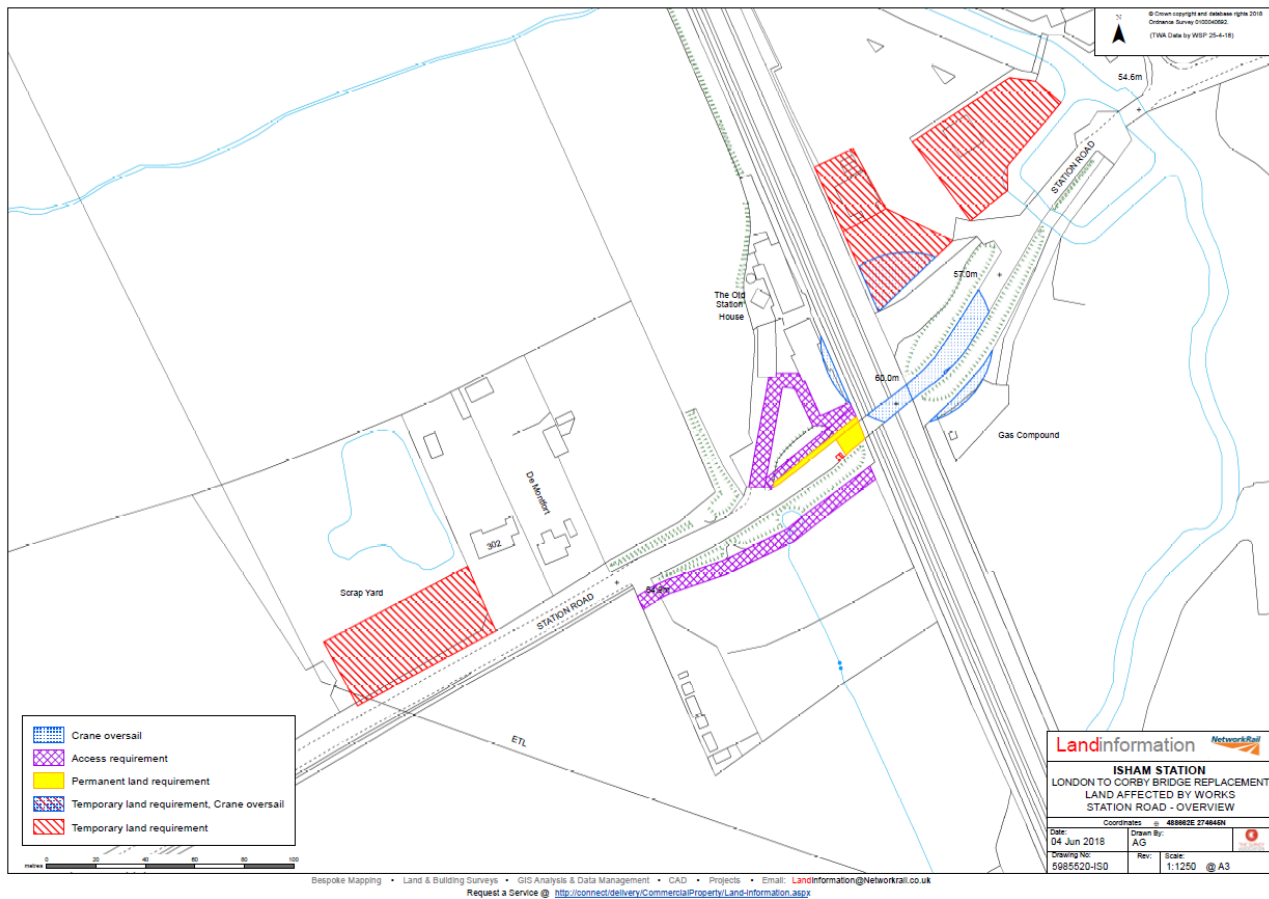 N
© Crown copyright and database rights 2018
Ordnance Survey 0100040692.
(TWA Data by WSP 25-4-18)
54.6m
STATION ROAD
57.0m
The Old
Station
House
60.0m
Gas Compound
De Montfort
302
Scrap Yard
STATION ROAD
ETL
Crane oversail
Access requirement
Permanent land requirement
Temporary land requirement, Crane oversail
Temporary land requirement
metres 0 20 40 60 80 100
Landinformation NetworkRail
ISHAM STATION
LONDON TO CORBY BRIDGE REPLACEMENT
LAND AFFECTED BY WORKS
STATION ROAD - OVERVIEW
Coordinates
Date: Drawn By:
04 Jun 2018 AG
Drawing No: Rev: Scale:
5985520-IS0 1:1250 @ A3
Bespoke Mapping • Land & Building Surveys • GIS Analysis & Data Management • CAD • Projects • Email: Landinformation@Networkrail.co.uk
Request a Service @ http://connect/delivery/CommercialProperty/Land-Information.aspx